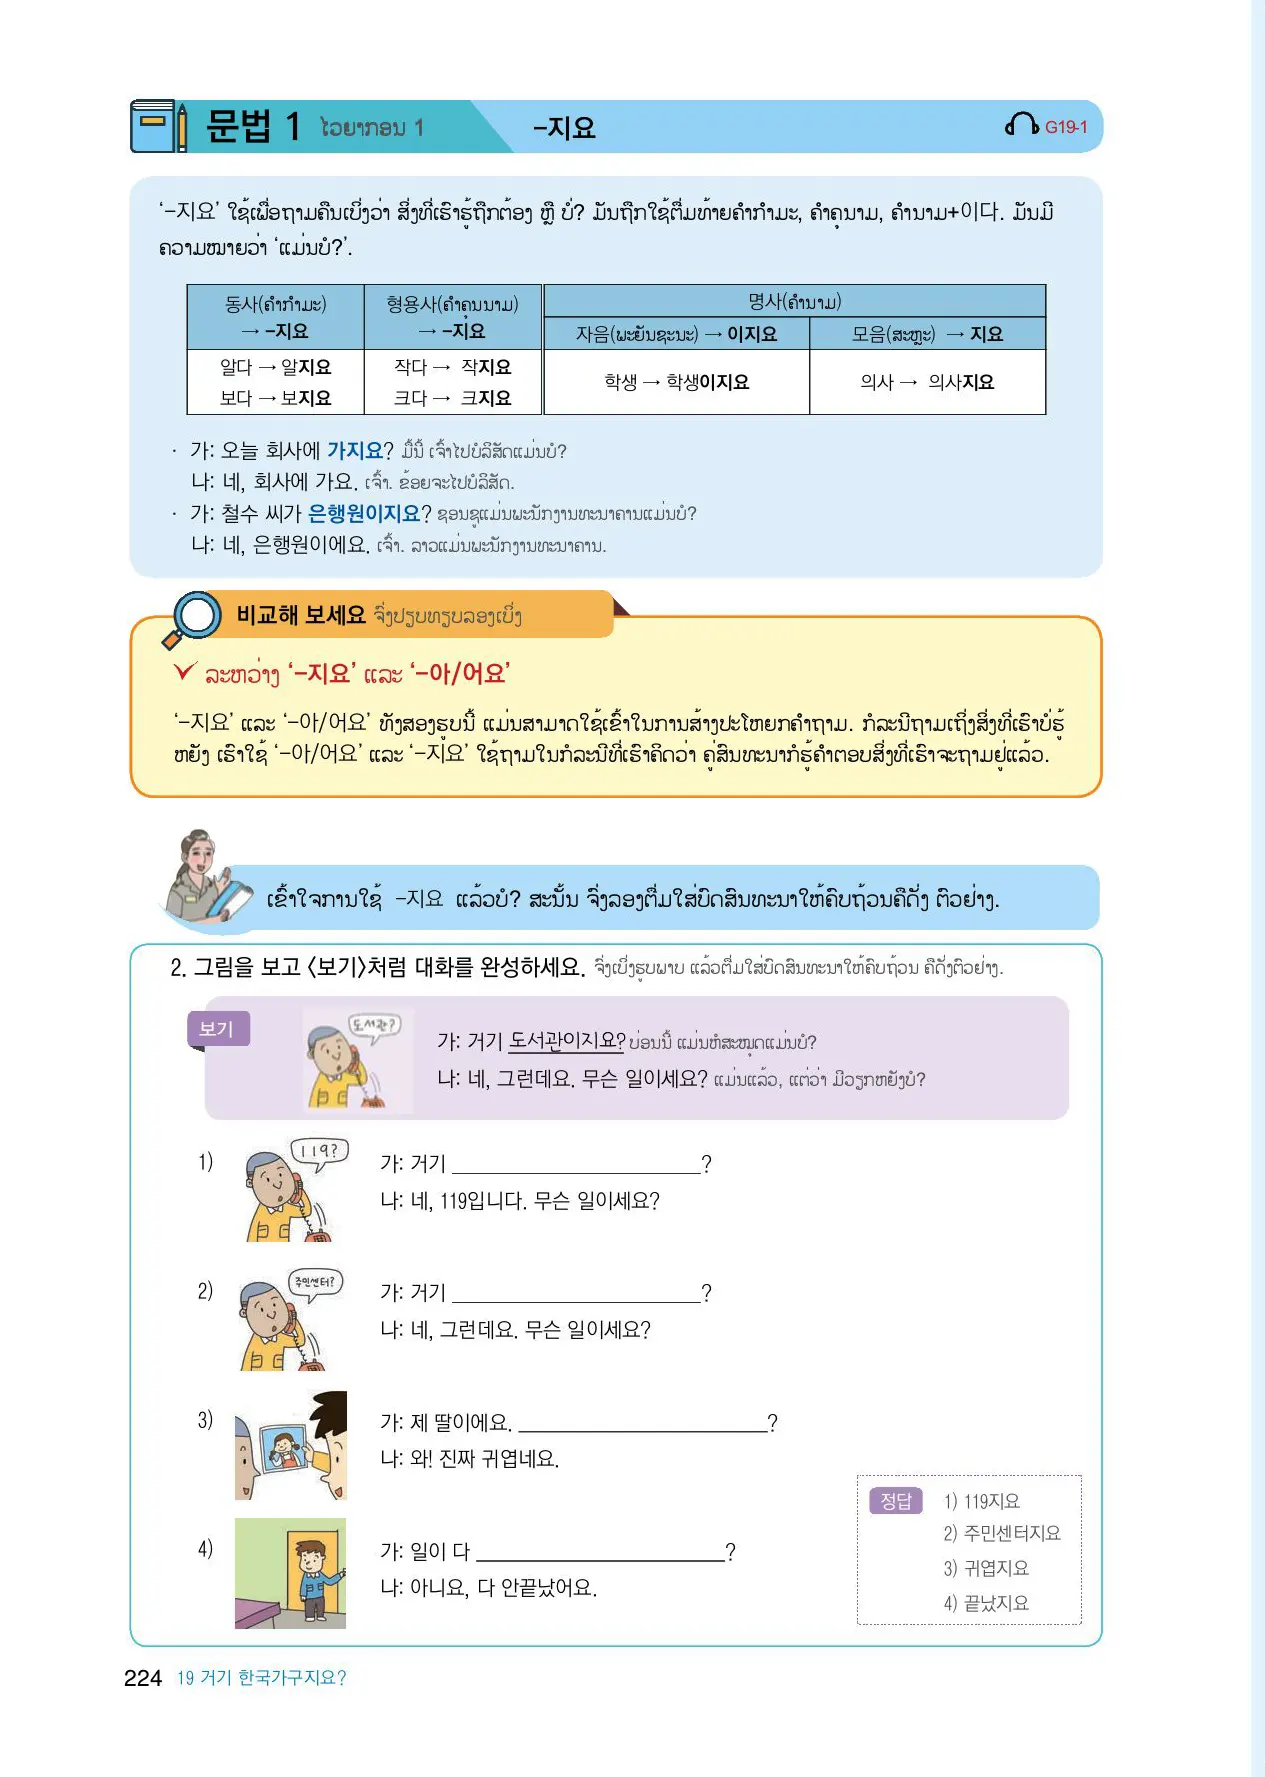 문법 1 ໄວຍາກອນ 1 -지요 G19-1
‘-지요’ ໃຊ້ເພື່ອຖາມຄືນເບິ່ງວ່າ ສິ່ງທີ່ເຮົາຮູ້ຖືກຕ້ອງ ຫຼື ບໍ່? ມັນຖືກໃຊ້ຕື່ມທ້າຍຄຳກຳມະ, ຄຳຄຸນາມ, ຄຳນາມ+이다. ມັນມີ
ຄວາມໝາຍວ່າ ‘ແມ່ນບໍ?’.
동사(ຄຳກຳມະ) → -지요
형용사(ຄຳຄຸນນາມ) → -지요
명사(ຄຳນາມ)
자음(ພະຍັນຊະນະ) → 이지요 모음(ສະຫຼະ) → 지요
알다 → 알지요 작다 → 작지요 학생 → 학생이지요 의사 → 의사지요
보다 → 보지요 크다 → 크지요
· 가: 오늘 회사에 가지요? ມື້ນີ້ ເຈົ້າໄປບໍລິສັດແມ່ນບໍ?
나: 네, 회사에 가요. ເຈົ້າ. ຂ້ອຍຈະໄປບໍລິສັດ.
· 가: 철수 씨가 은행원이지요? ຊອນຊູແມ່ນພະນັກງານທະນາຄານແມ່ນບໍ?
나: 네, 은행원이에요. ເຈົ້າ. ລາວແມ່ນພະນັກງານທະນາຄານ.
비교해 보세요 ຈົ່ງປຽບທຽບລອງເບິ່ງ
ລະຫວ່າງ ‘-지요’ ແລະ ‘-아/어요’
‘-지요’ ແລະ ‘-아/어요’ ທັງສອງຮູບນີ້ ແມ່ນສາມາດໃຊ້ເຂົ້າໃນການສ້າງປະໂຫຍກຄຳຖາມ. ກໍລະນີຖາມເຖິ່ງສິ່ງທີ່ເຮົາບໍ່ຮູ້
ຫຍັງ ເຮົາໃຊ້ ‘-아/어요’ ແລະ ‘-지요’ ໃຊ້ຖາມໃນກໍລະນີທີ່ເຮົາຄິດວ່າ ຄູ່ສົນທະນາກໍຮູ້ຄຳຕອບສິ່ງທີ່ເຮົາຈະຖາມຢູ່ແລ້ວ.
ເຂົ້າໃຈການໃຊ້ -지요 ແລ້ວບໍ? ສະນັ້ນ ຈົ່ງລອງຕື່ມໃສ່ບົດສົນທະນາໃຫ້ຄົບຖ້ວນຄືດັ່ງ ຕົວຢ່າງ.
2. 그림을 보고 〈보기〉처럼 대화를 완성하세요. ຈົ່ງເບິ່ງຮູບພາບ ແລ້ວຕື່ມໃສ່ບົດສົນທະນາໃຫ້ຄົບຖ້ວນ ຄືດັ່ງຕົວຢ່າງ.
보기
도서관?
가: 거기 도서관이지요? ບ່ອນນີ້ ແມ່ນຫໍສະໝຸດແມ່ນບໍ?
나: 네, 그런데요. 무슨 일이세요? ແມ່ນແລ້ວ, ແຕ່ວ່າ ມີວຽກຫຍັງບໍ?
1) 119?
가: 거기 ____________?
나: 네, 119입니다. 무슨 일이세요?
2) 주민센터?
가: 거기 ____________?
나: 네, 그런데요. 무슨 일이세요?
3) 가: 제 딸이에요. ____________?
나: 와! 진짜 귀엽네요.
4) 가: 일이 다 ____________?
나: 아니요, 다 안끝났어요.
정답 1) 119지요
2) 주민센터지요
3) 귀엽지요
4) 끝났지요
224 19 거기 한국가구지요?